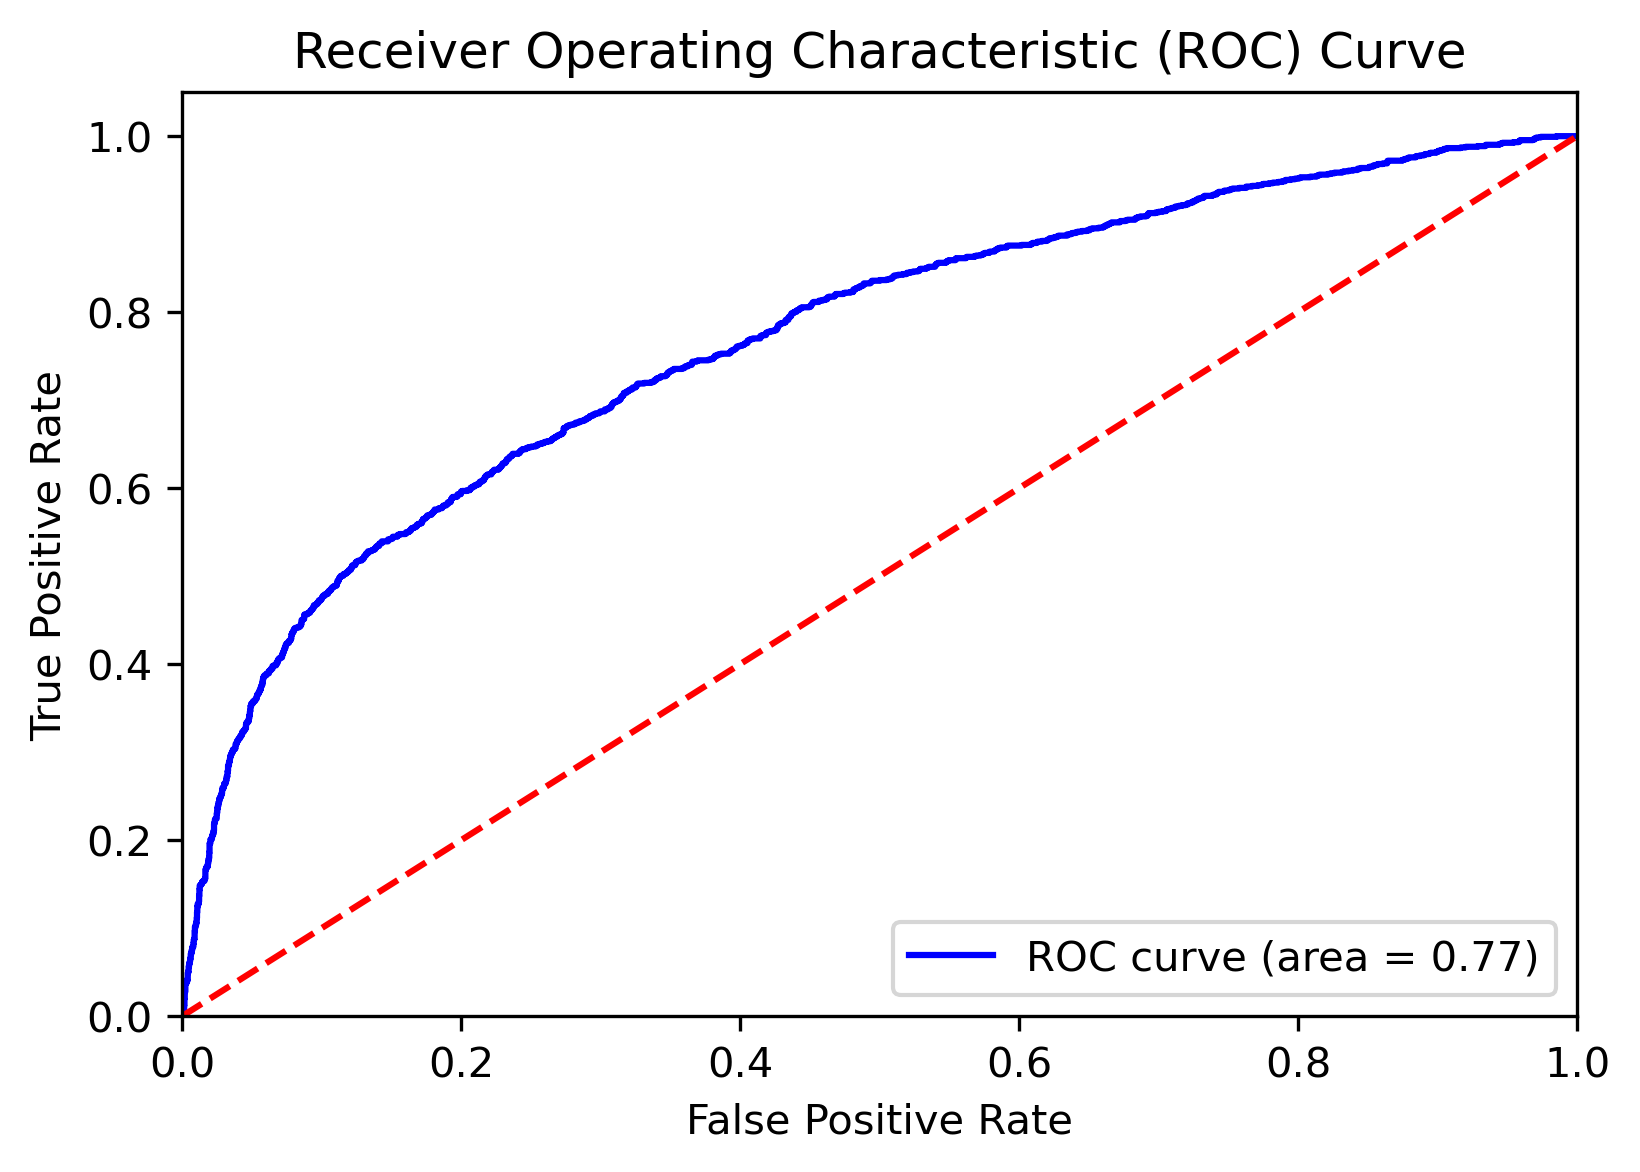 Receiver Operating Characteristic (ROC) Curve
True Positive Rate
1.0
0.8
0.6
0.4
0.2
0.0
ROC curve (area = 0.77)
0.0 0.2 0.4 0.6 0.8 1.0
False Positive Rate